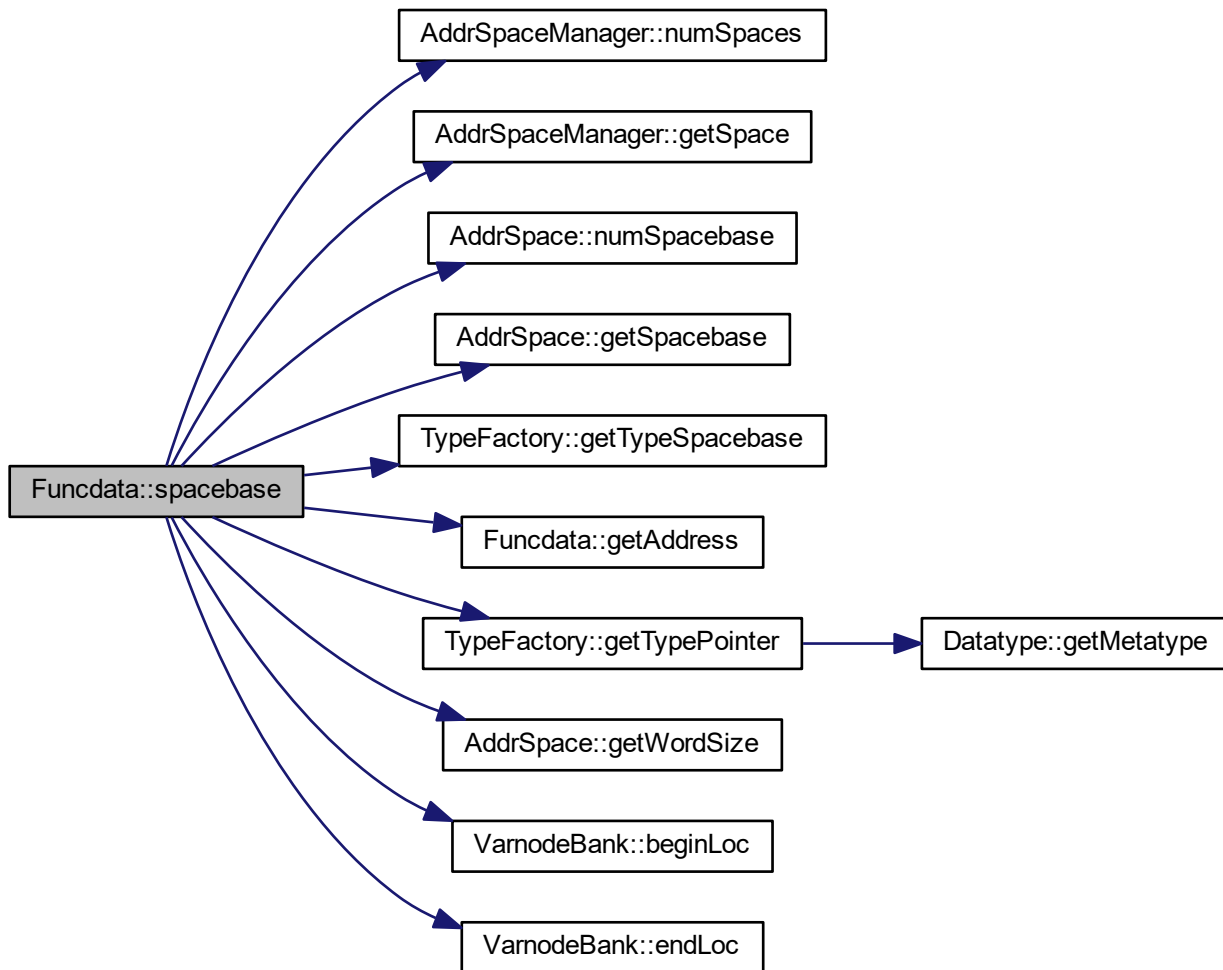 AddrSpaceManager::numSpaces
AddrSpaceManager::getSpace
AddrSpace::numSpacebase
AddrSpace::getSpacebase
TypeFactory::getTypeSpacebase
Funcdata::spacebase
Funcdata::getAddress
TypeFactory::getTypePointer
Datatype::getMetatype
AddrSpace::getWordSize
VarnodeBank::beginLoc
VarnodeBank::endLoc